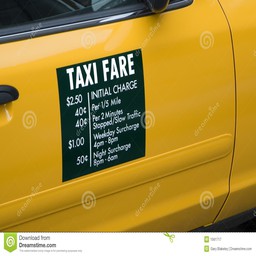 TAXI FARE
$2.50 INITIAL CHARGE
40¢ Per 1/5 Mile
40¢ Per 2 Minutes
Stopped/Slow Traffic
$1.00 Weekday Surcharge
4pm - 8pm
50¢ Night Surcharge
8pm - 6am
Download from
Dreamstime.com